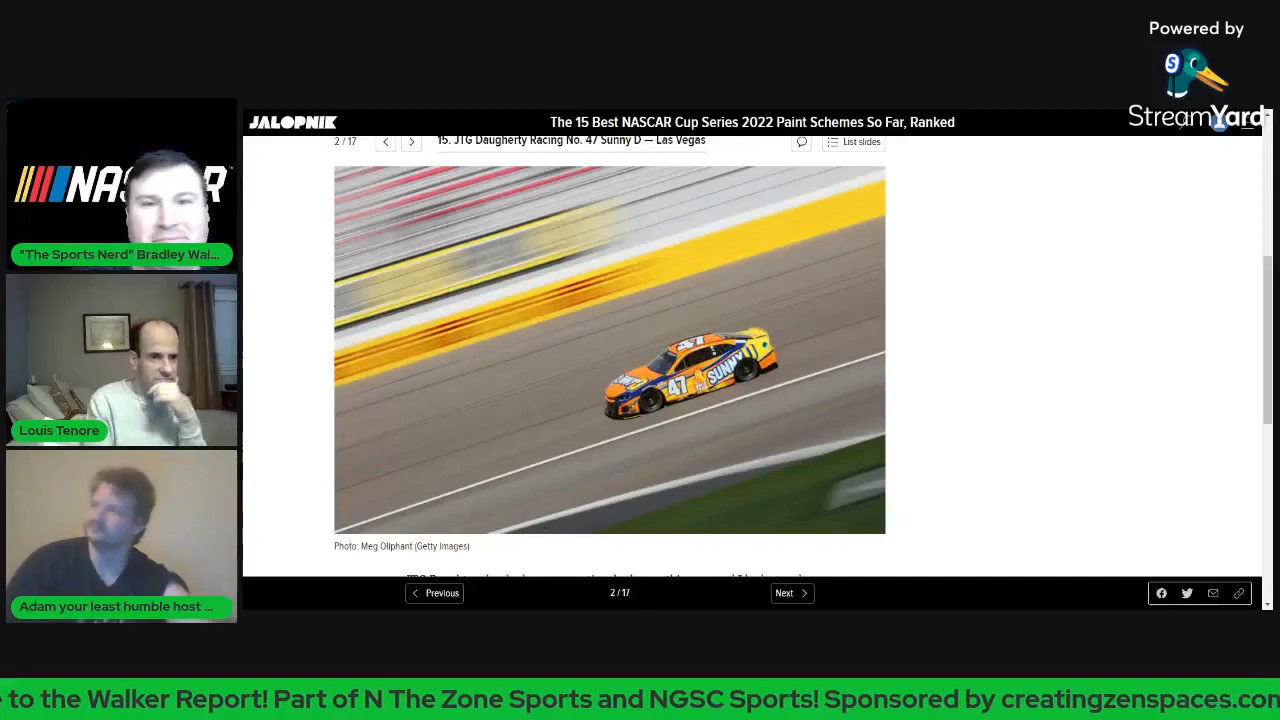 Powered by
S
StreamYard
JALOPNIK
The 15 Best NASCAR Cup Series 2022 Paint Schemes So Far, Ranked
2 / 17
15. JTG Daugherty Racing No. 47 Sunny D — Las Vegas
List slides
NASCAR
"The Sports Nerd" Bradley Wal...
Louis Tenore
Adam your least humble host ...
47
47
SUNNY D
Photo: Meg Oliphant (Getty Images)
Previous
2 / 17
Next
to the Walker Report! Part of N The Zone Sports and NGSC Sports! Sponsored by creatingzenspaces.com